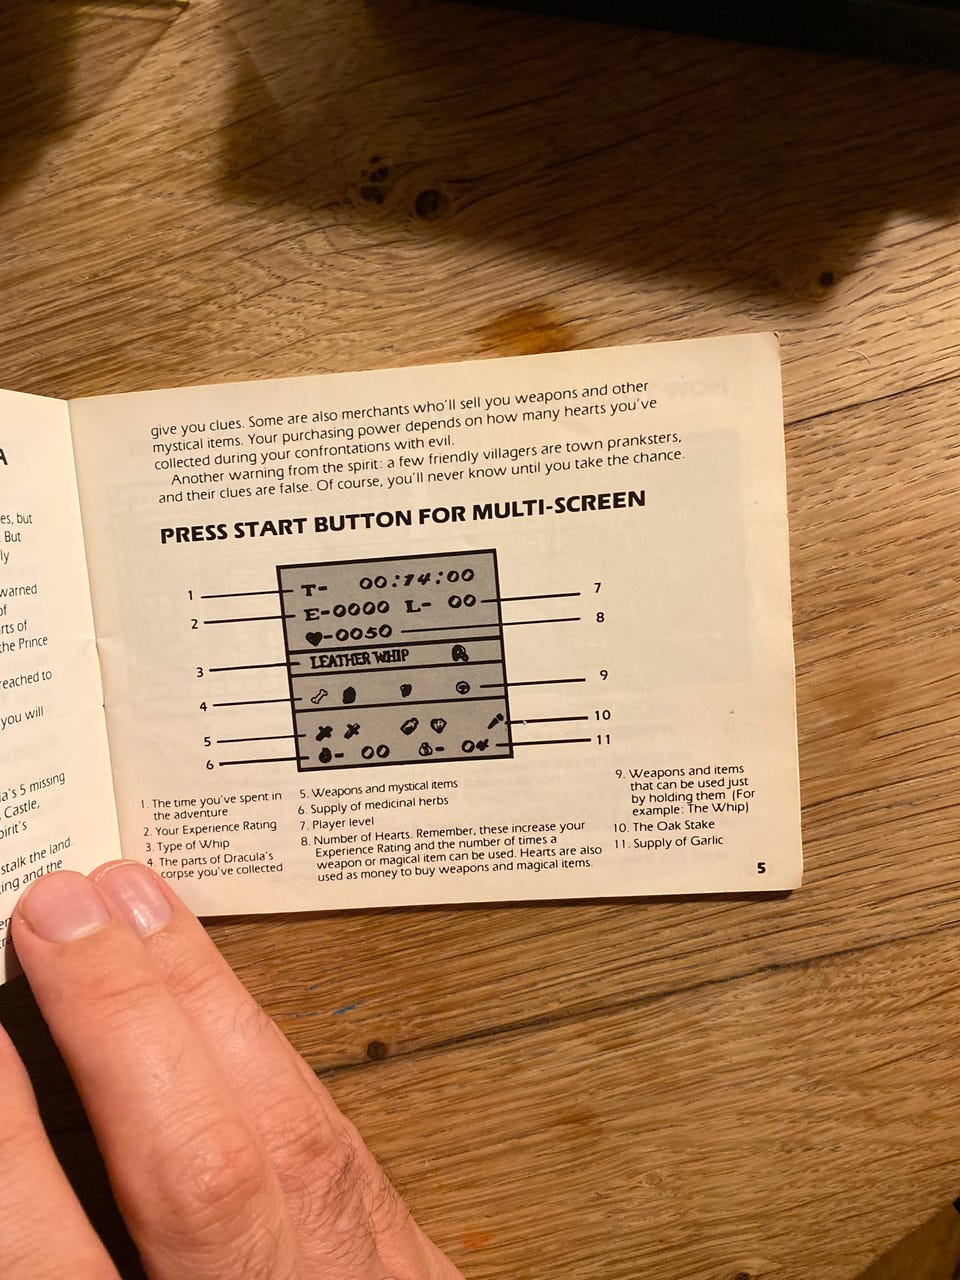 A
es, but
But
ly
warned
of
rts of
the Prince
reached to
you will
la's 5 missing
Castle,
pirit's
stalk the land.
ing and the
give you clues. Some are also merchants who'll sell you weapons and other
mystical items. Your purchasing power depends on how many hearts you've
collected during your confrontations with evil.
Another warning from the spirit: a few friendly villagers are town pranksters,
and their clues are false. Of course, you'll never know until you take the chance.
PRESS START BUTTON FOR MULTI-SCREEN
1
2
3
4
5
6
T- 00:14:00
E-0000 L- 00
♥-0050
LEATHER WHIP
- 00 - 04
7
8
9
10
11
1. The time you've spent in
the adventure
2. Your Experience Rating
3. Type of Whip
4. The parts of Dracula's
corpse you've collected
5. Weapons and mystical items
6. Supply of medicinal herbs
7. Player level
8. Number of Hearts. Remember, these increase your
Experience Rating and the number of times a
weapon or magical item can be used. Hearts are also
used as money to buy weapons and magical items.
9. Weapons and items
that can be used just
by holding them (For
example: The Whip)
10. The Oak Stake
11. Supply of Garlic
5